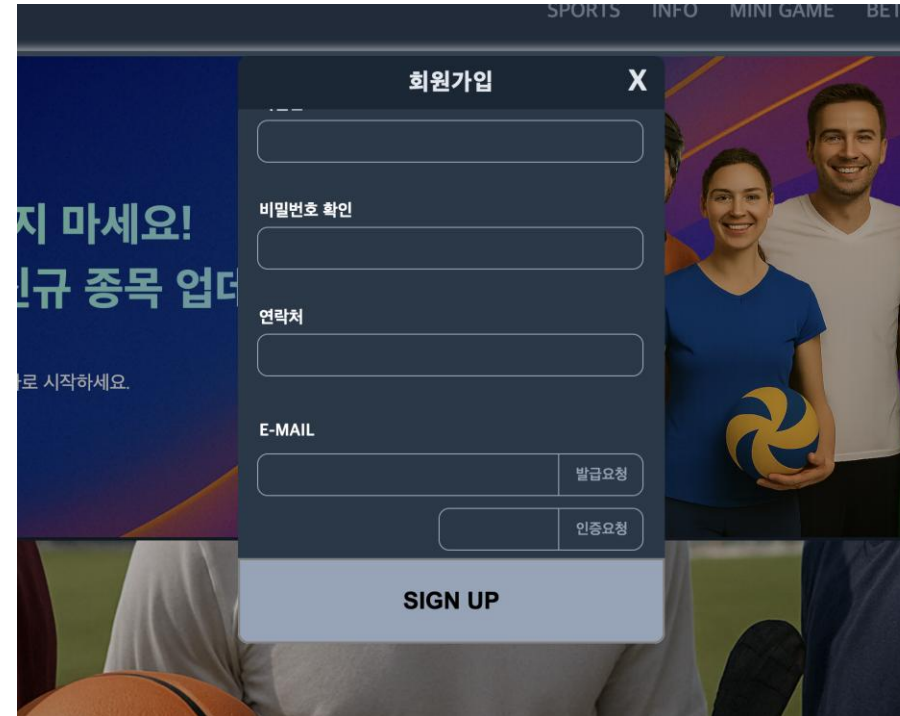 SPORTS INFO MINI GAME BET
회원가입 X
비밀번호 확인
지 마세요!
신규 종목 업데
연락처
로 시작하세요.
E-MAIL
발급요청
인증요청
SIGN UP